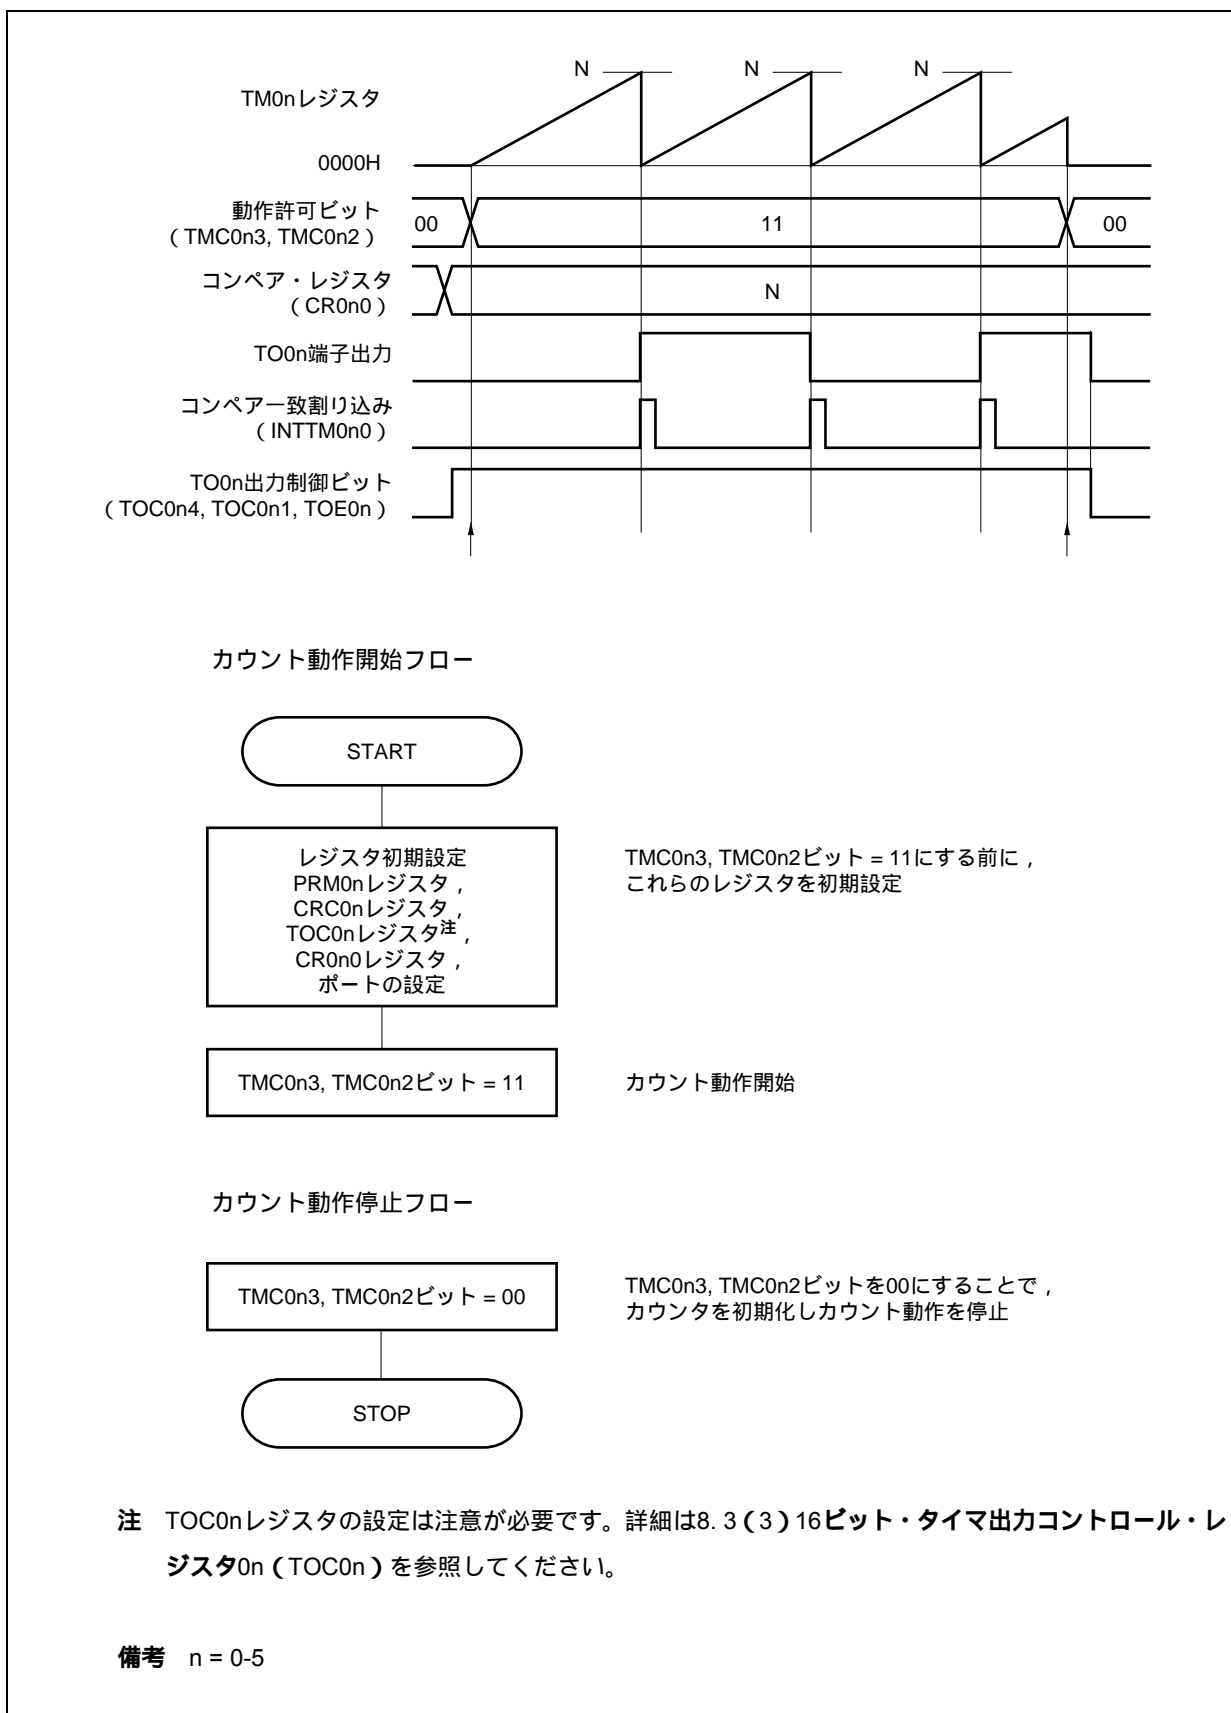 N N N
TM0nレジスタ
0000H
動作許可ビット
（TMC0n3, TMC0n2）
00 11 00
コンペア・レジスタ
（CR0n0）
N
TO0n端子出力
コンペア一致割り込み
（INTTM0n0）
TO0n出力制御ビット
（TOC0n4, TOC0n1, TOE0n）
カウント動作開始フロー
START
レジスタ初期設定
PRM0nレジスタ，
CRC0nレジスタ，
TOC0nレジスタ注，
CR0n0レジスタ，
ポートの設定
TMC0n3, TMC0n2ビット = 11にする前に，
これらのレジスタを初期設定
TMC0n3, TMC0n2ビット = 11
カウント動作開始
カウント動作停止フロー
TMC0n3, TMC0n2ビット = 00
TMC0n3, TMC0n2ビットを00にすることで，
カウンタを初期化しカウント動作を停止
STOP
注 TOC0nレジスタの設定は注意が必要です。詳細は8. 3（3）16ビット・タイマ出力コントロール・レ
ジスタ0n（TOC0n）を参照してください。
備考 n = 0-5